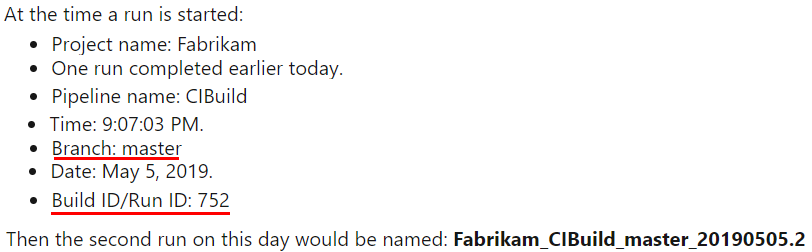 At the time a run is started:
• Project name: Fabrikam
• One run completed earlier today.
• Pipeline name: CIBuild
• Time: 9:07:03 PM.
• Branch: master
• Date: May 5, 2019.
• Build ID/Run ID: 752
Then the second run on this day would be named: Fabrikam_CIBuild_master_20190505.2